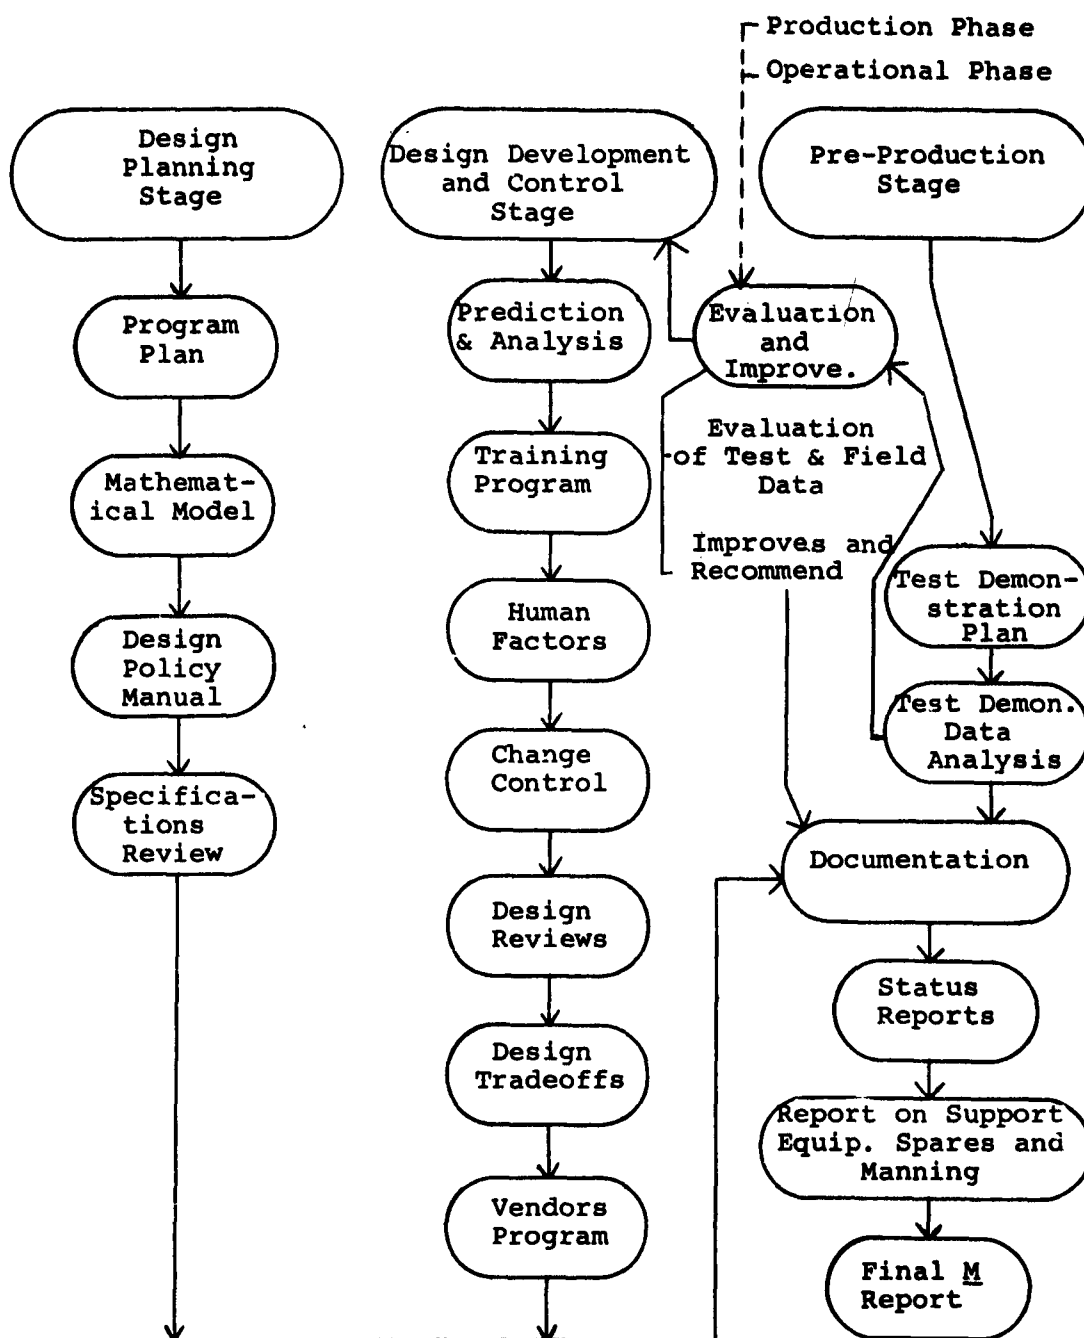 Production Phase
Operational Phase
Design
Planning
Stage
Design Development
and Control
Stage
Pre-Production
Stage
Program
Plan
Prediction
& Analysis
Evaluation
and
Improve.
Mathemat-
ical Model
Training
Program
Evaluation
of Test & Field
Data
Improves and
Recommend
Design
Policy
Manual
Human
Factors
Test Demon-
stration
Plan
Specifica-
tions
Review
Change
Control
Test Demon.
Data
Analysis
Documentation
Design
Reviews
Status
Reports
Design
Tradeoffs
Report on Support
Equip. Spares and
Manning
Vendors
Program
Final M
Report